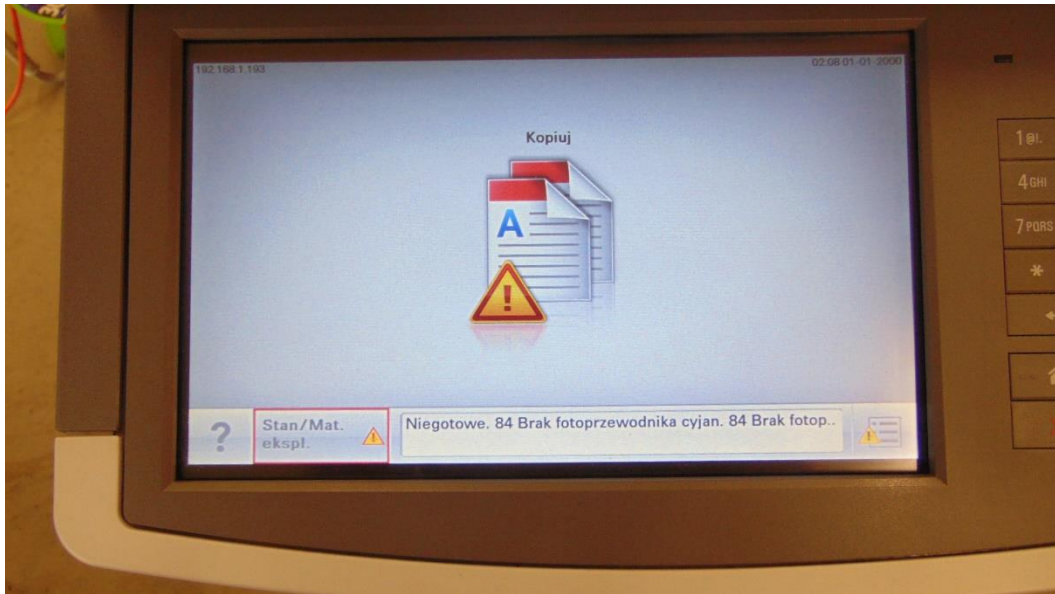 192.168.1.193
02:08 01-01-2000
Kopiuj
A
?
Stan/Mat.
ekspl.
Niegotowe. 84 Brak fotoprzewodnika cyjan. 84 Brak fotop..
1@!.
4GHI
7PQRS
*